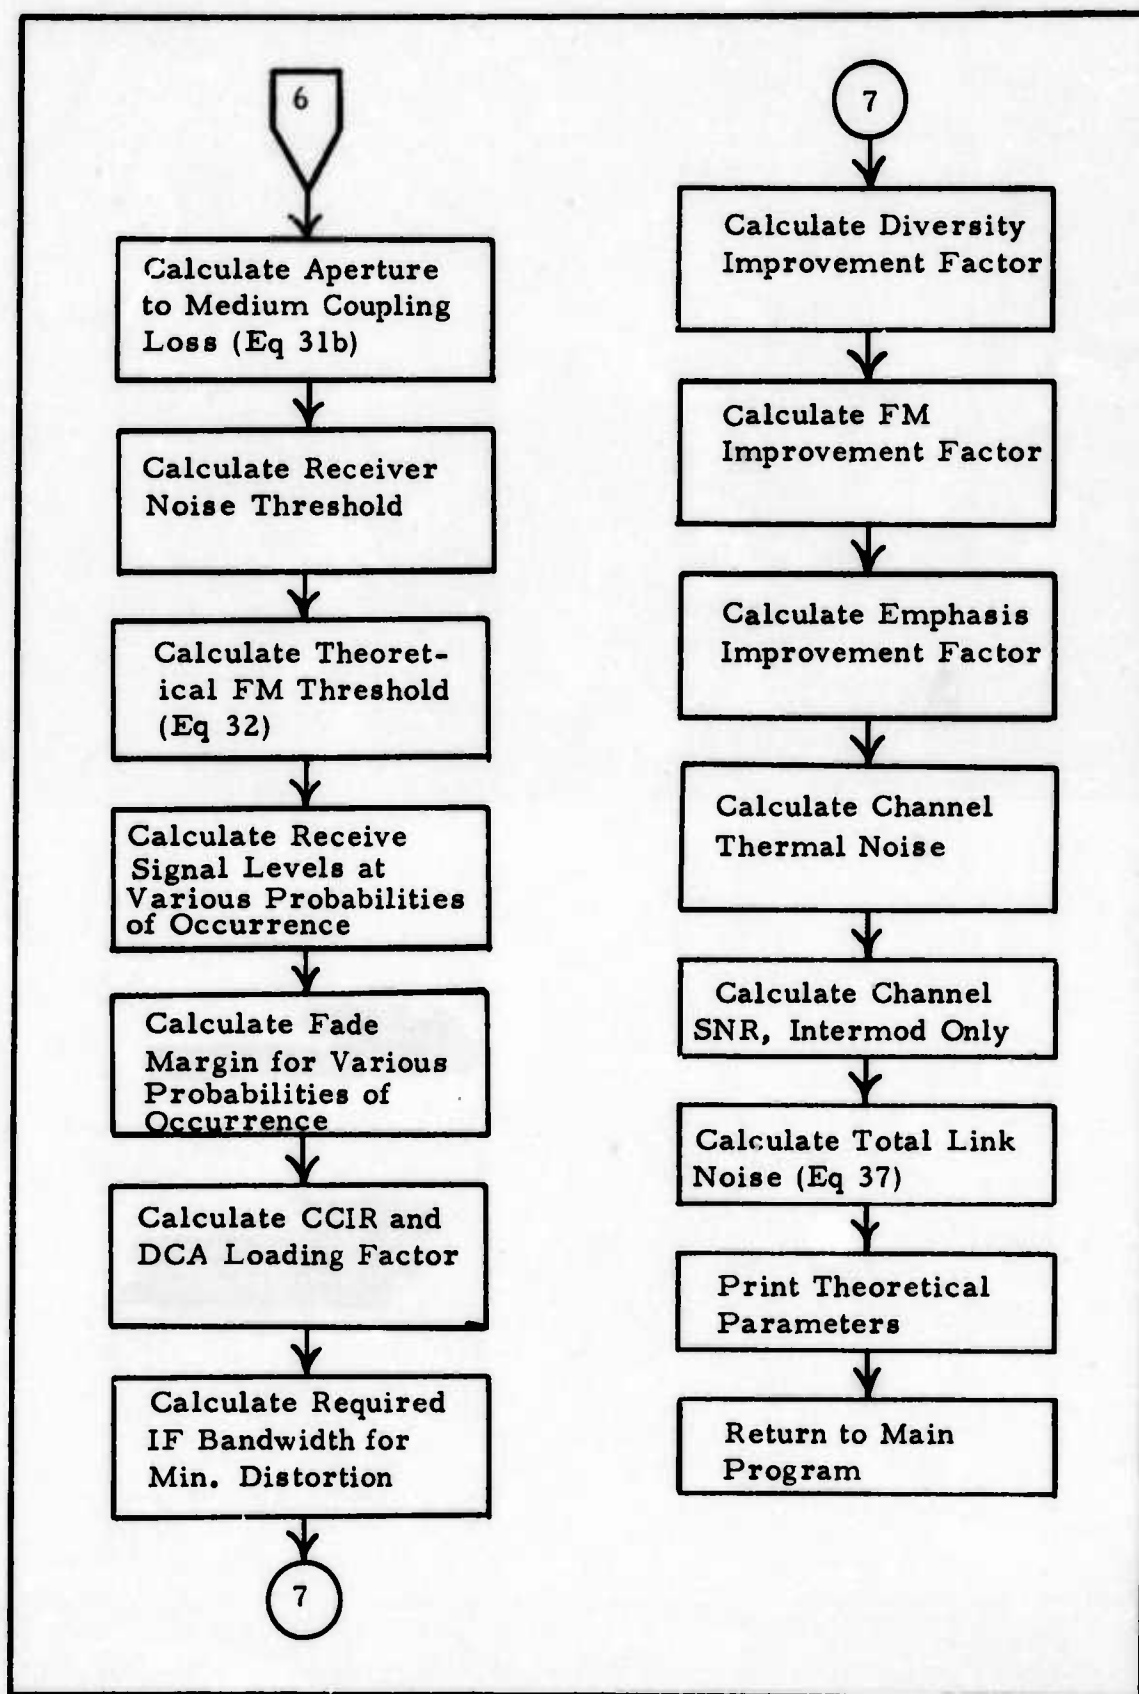 6
Calculate Aperture
to Medium Coupling
Loss (Eq 31b)
Calculate Receiver
Noise Threshold
Calculate Theoret-
ical FM Threshold
(Eq 32)
Calculate Receive
Signal Levels at
Various Probabilities
of Occurrence
Calculate Fade
Margin for Various
Probabilities of
Occurrence
Calculate CCIR and
DCA Loading Factor
Calculate Required
IF Bandwidth for
Min. Distortion
7
7
Calculate Diversity
Improvement Factor
Calculate FM
Improvement Factor
Calculate Emphasis
Improvement Factor
Calculate Channel
Thermal Noise
Calculate Channel
SNR, Intermod Only
Calculate Total Link
Noise (Eq 37)
Print Theoretical
Parameters
Return to Main
Program